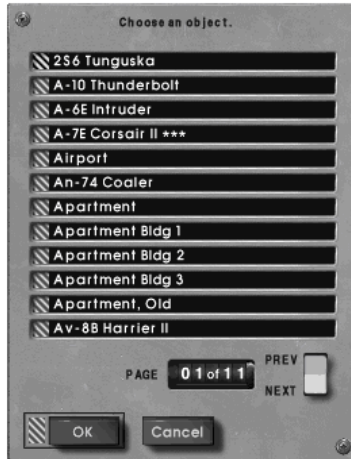 Choose an object.
2S6 Tunguska
A-10 Thunderbolt
A-6E Intruder
A-7E Corsair II ***
Airport
An-74 Coaler
Apartment
Apartment Bldg 1
Apartment Bldg 2
Apartment Bldg 3
Apartment, Old
Av-8B Harrier II
PAGE 01 of 11 PREV
NEXT
OK Cancel